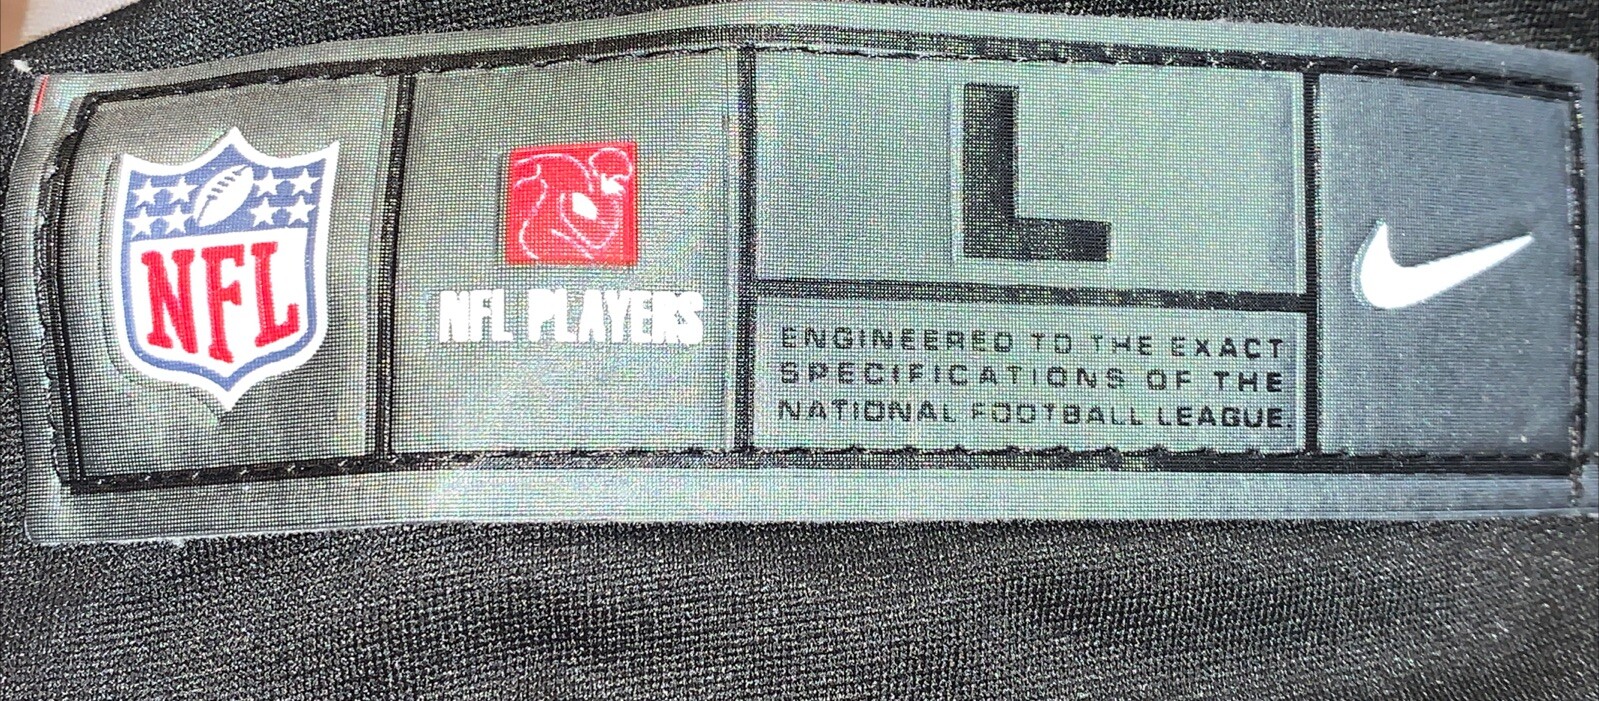 NFL
NFL PLAYERS
L
ENGINEERED TO THE EXACT
SPECIFICATIONS OF THE
NATIONAL FOOTBALL LEAGUE.